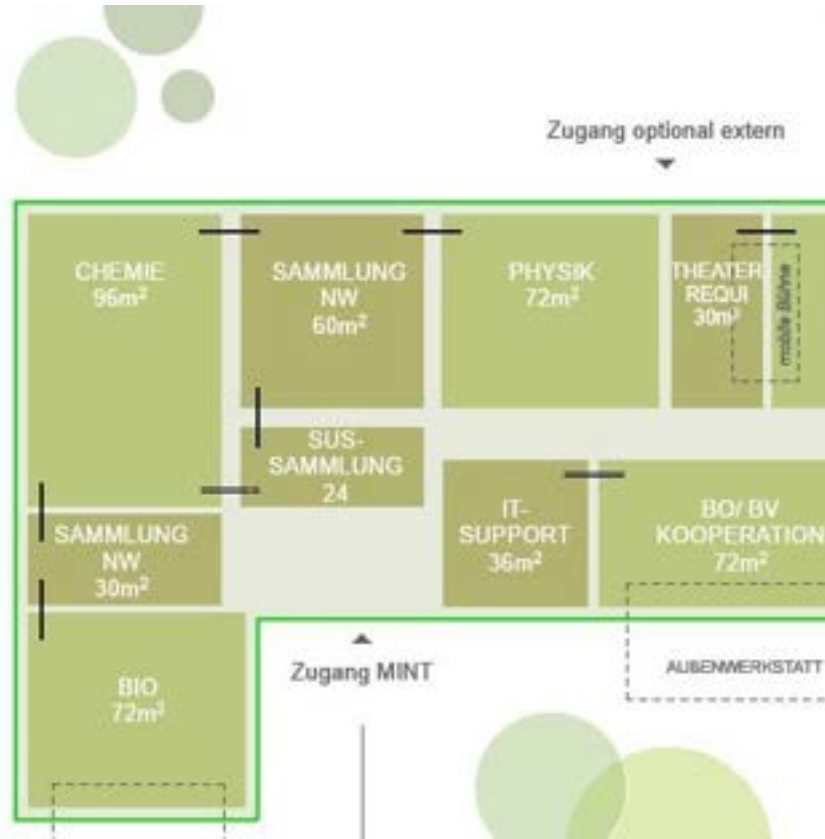 Zugang optional extern
CHEMIE
96m²
SAMMLUNG
NW
60m²
PHYSIK
72m²
THEATER
REQUI
30m²
mobile Bühne
SUS-
SAMMLUNG
24
IT-
SUPPORT
36m²
BO/ BV
KOOPERATION
72m²
SAMMLUNG
NW
30m²
BIO
72m²
Zugang MINT
AUßENWERKSTATT